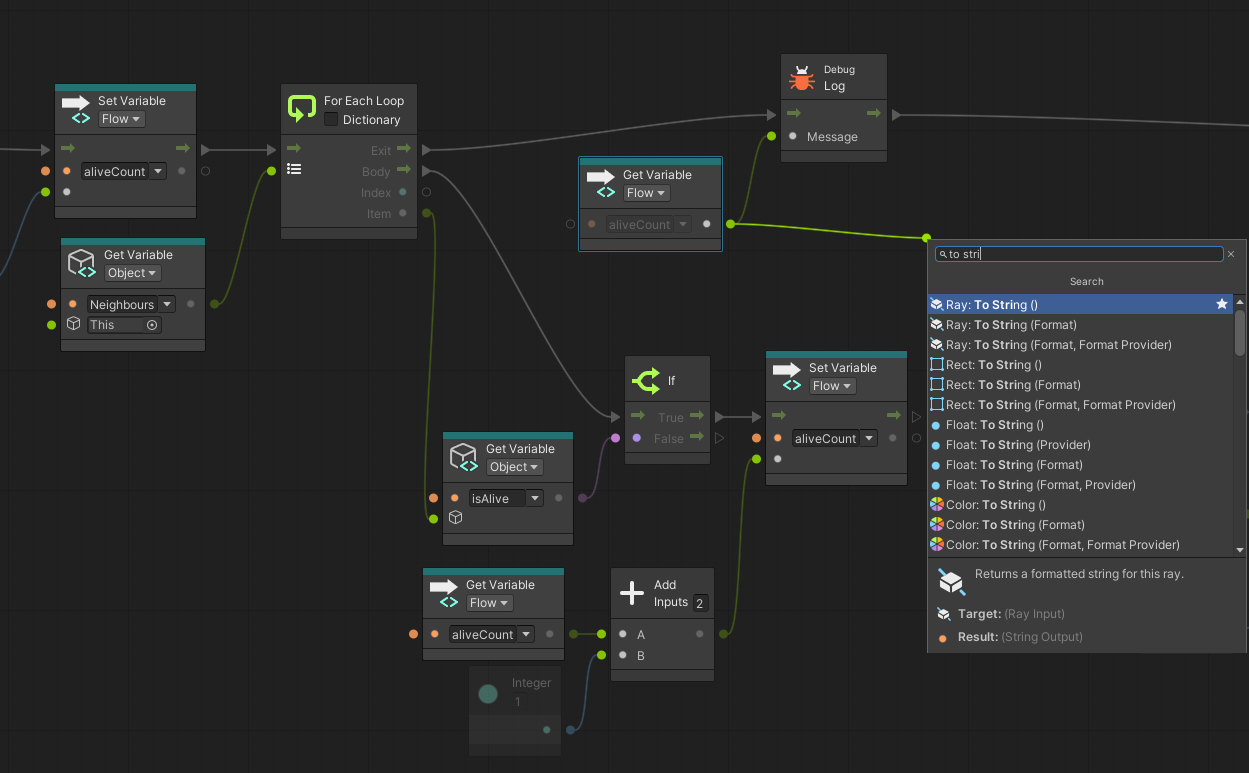 Set Variable
Flow
aliveCount
For Each Loop
Dictionary
Exit
Body
Index
Item
Debug
Log
Message
Get Variable
Flow
aliveCount
Get Variable
Object
Neighbours
This
to stri
Search
Ray: To String ()
Ray: To String (Format)
Ray: To String (Format, Format Provider)
Rect: To String ()
Rect: To String (Format)
Rect: To String (Format, Format Provider)
Float: To String ()
Float: To String (Provider)
Float: To String (Format)
Float: To String (Format, Provider)
Color: To String ()
Color: To String (Format)
Color: To String (Format, Format Provider)
Returns a formatted string for this ray.
Target: (Ray Input)
Result: (String Output)
If
True
False
Set Variable
Flow
aliveCount
Get Variable
Object
isAlive
Get Variable
Flow
aliveCount
Add
Inputs 2
A
B
Integer
1